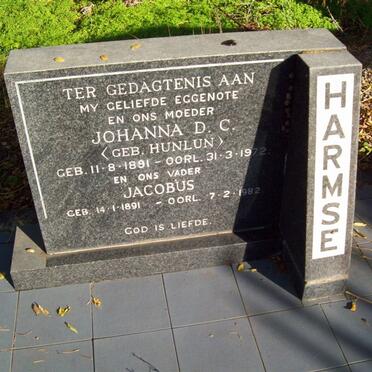 TER GEDAGTENIS AAN
MY GELIEFDE EGGENOTE
EN ONS MOEDER
JOHANNA D. C.
(GEB. HUNLUN)
GEB. 11-8-1891 - OORL. 31-3-1972
EN ONS VADER
JACOBUS
GEB. 14-1-1891 - OORL. 7-2-1982
GOD IS LIEFDE.
HARMSE